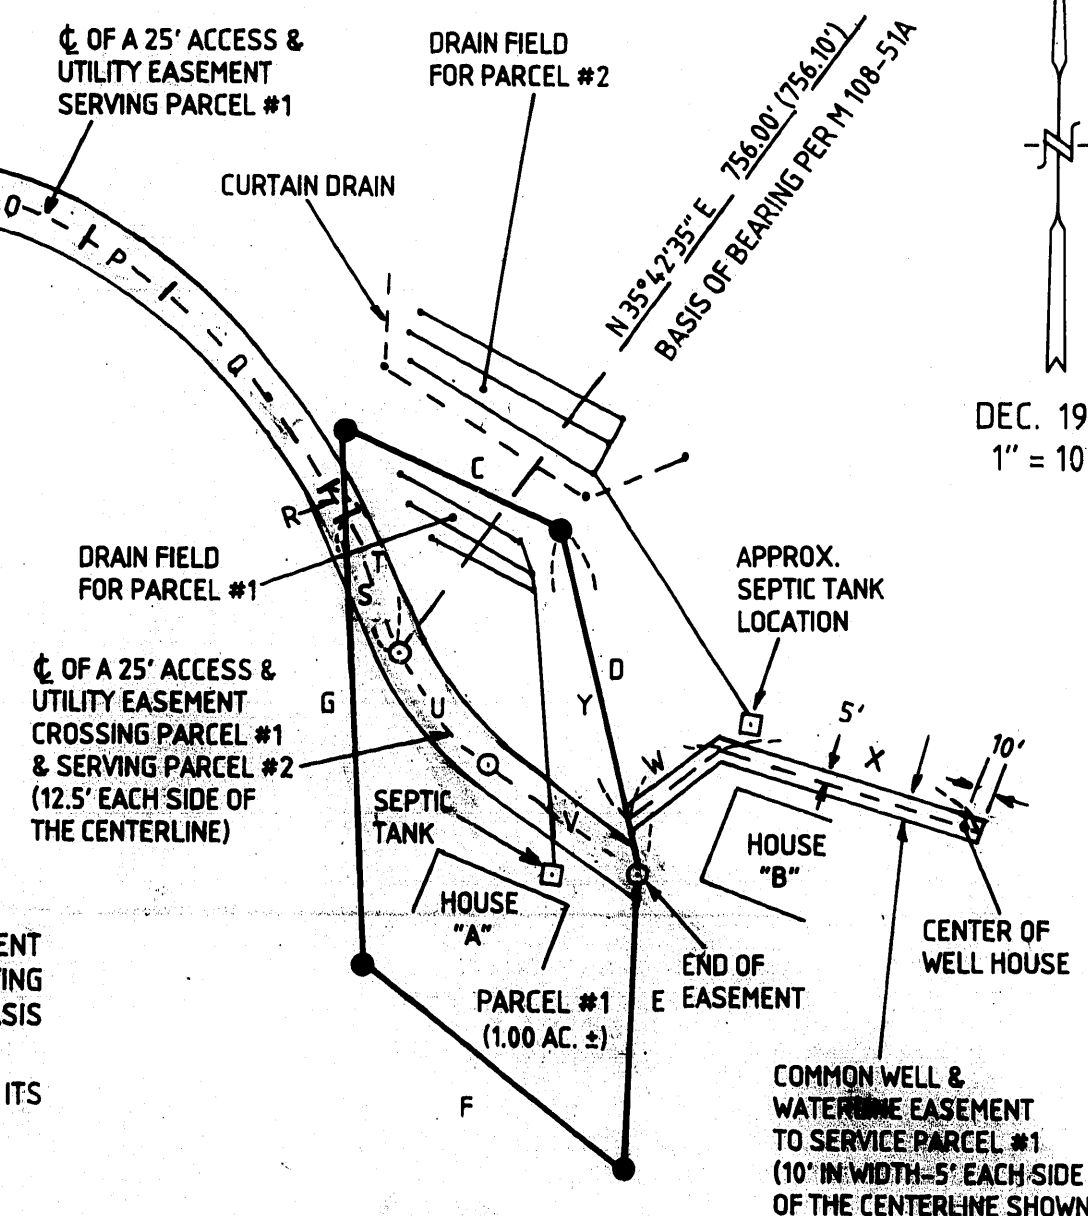 ℄ OF A 25' ACCESS &
UTILITY EASEMENT
SERVING PARCEL #1
DRAIN FIELD
FOR PARCEL #2
CURTAIN DRAIN
N 35°42'35" E 756.00' (756.10')
BASIS OF BEARING PER M 108-51A
N
DEC. 19
1" = 10
O
P
Q
R
C
T
S
DRAIN FIELD
FOR PARCEL #1
APPROX.
SEPTIC TANK
LOCATION
℄ OF A 25' ACCESS &
UTILITY EASEMENT
CROSSING PARCEL #1
& SERVING PARCEL #2
(12.5' EACH SIDE OF
THE CENTERLINE)
G
U
D
Y
W
5'
X
10'
SEPTIC
TANK
V
HOUSE
"A"
HOUSE
"B"
CENTER OF
WELL HOUSE
END OF
EASEMENT
ENT
ING
SIS
ITS
PARCEL #1
(1.00 AC. ±)
E
F
COMMON WELL &
WATERLINE EASEMENT
TO SERVICE PARCEL #1
(10' IN WIDTH-5' EACH SIDE
OF THE CENTERLINE SHOWN